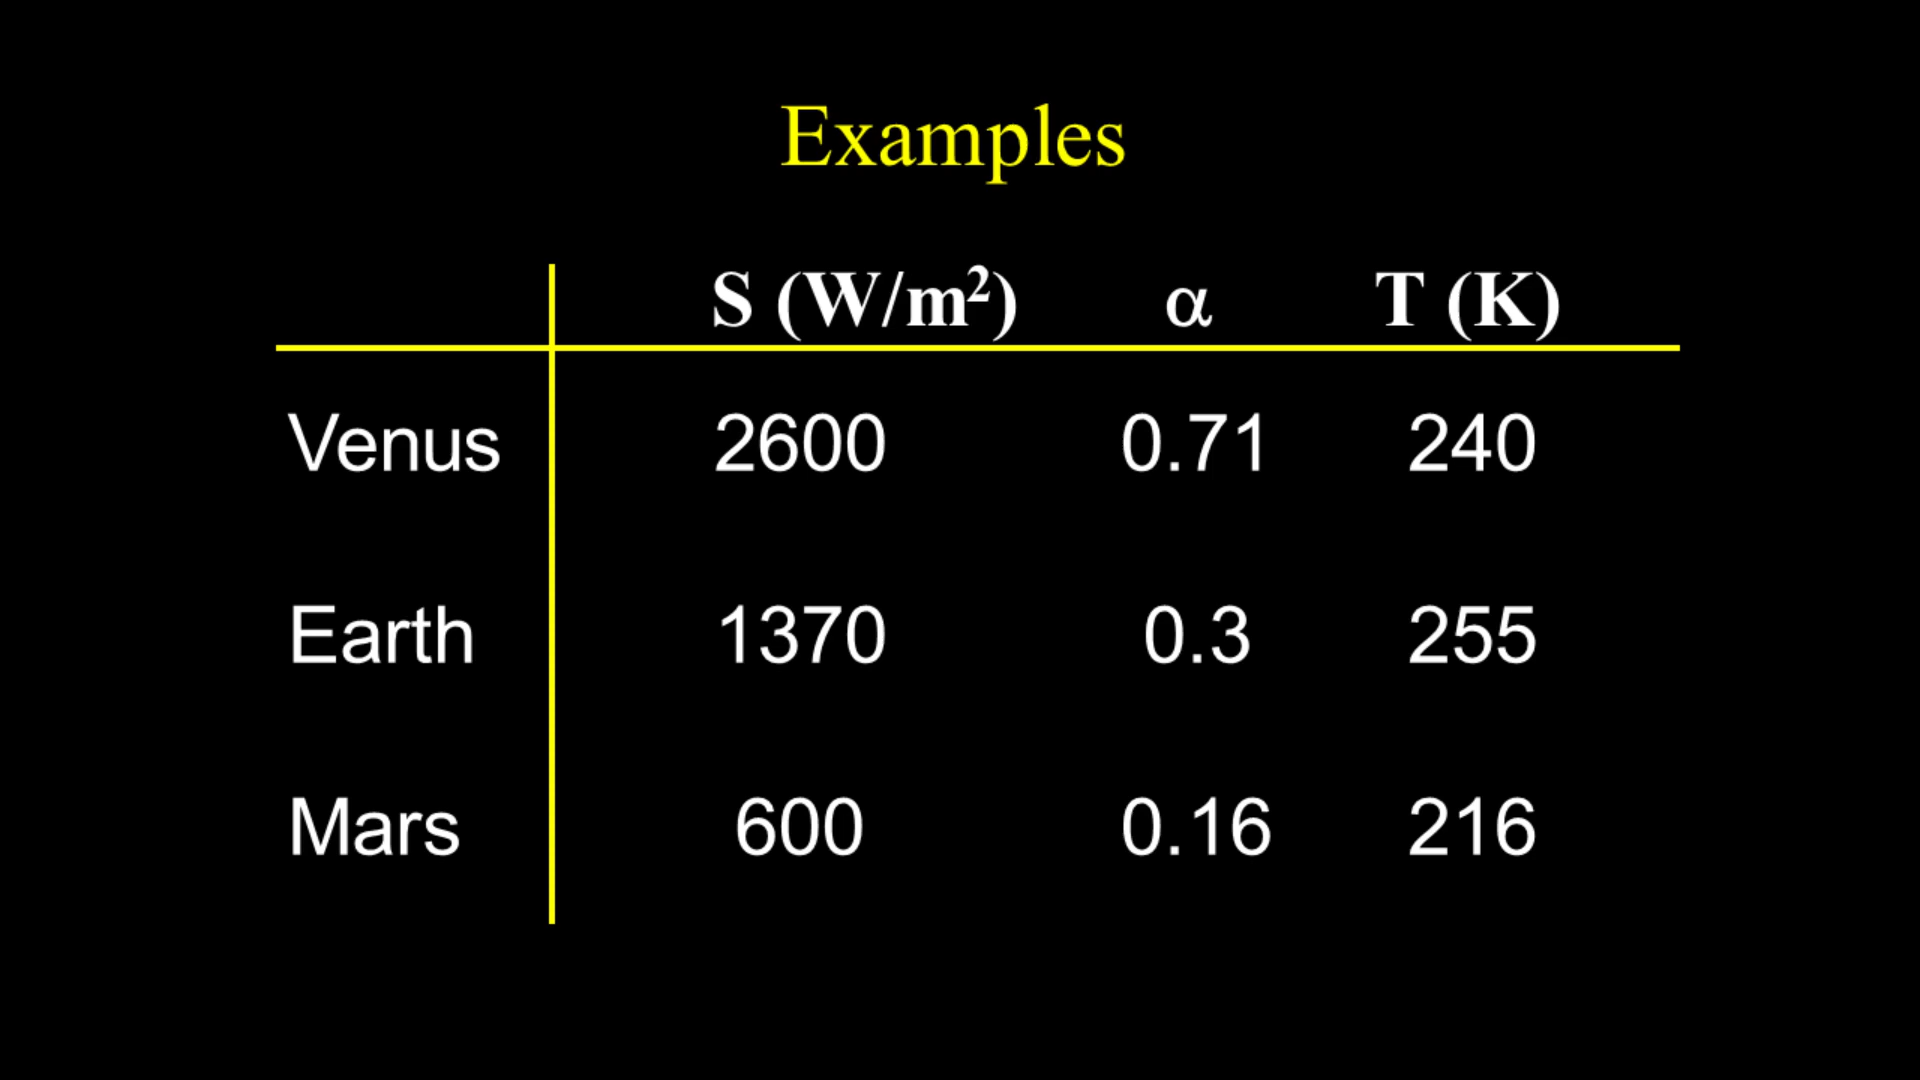 Examples
S (W/m²) α T (K)
Venus 2600 0.71 240
Earth 1370 0.3 255
Mars 600 0.16 216